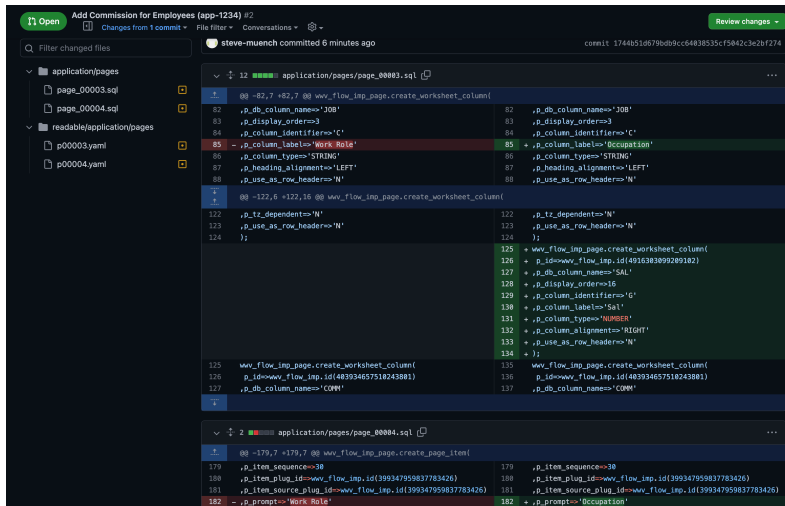 Open
Add Commission for Employees (app-1234) #2
Changes from 1 commit
File filter
Conversations
Review changes
Filter changed files
application/pages
page_00003.sql
page_00004.sql
readable/application/pages
p00003.yaml
p00004.yaml
steve-muench committed 6 minutes ago
commit 1744b51d679bdb9cc64038535cf5042c3e2bf274
12 application/pages/page_00003.sql
@@ -82,7 +82,7 @@ wwv_flow_imp_page.create_worksheet_column(
82 ,p_db_column_name=>'JOB' 82 ,p_db_column_name=>'JOB'
83 ,p_display_order=>3 83 ,p_display_order=>3
84 ,p_column_identifier=>'C' 84 ,p_column_identifier=>'C'
85 - ,p_column_label=>'Work Role' 85 + ,p_column_label=>'Occupation'
86 ,p_column_type=>'STRING' 86 ,p_column_type=>'STRING'
87 ,p_heading_alignment=>'LEFT' 87 ,p_heading_alignment=>'LEFT'
88 ,p_use_as_row_header=>'N' 88 ,p_use_as_row_header=>'N'
@@ -122,6 +122,16 @@ wwv_flow_imp_page.create_worksheet_column(
122 ,p_tz_dependent=>'N' 122 ,p_tz_dependent=>'N'
123 ,p_use_as_row_header=>'N' 123 ,p_use_as_row_header=>'N'
124 ); 124 );
125 + wwv_flow_imp_page.create_worksheet_column(
126 + p_id=>wwv_flow_imp.id(4916303099209102)
127 + ,p_db_column_name=>'SAL'
128 + ,p_display_order=>16
129 + ,p_column_identifier=>'G'
130 + ,p_column_label=>'Sal'
131 + ,p_column_type=>'NUMBER'
132 + ,p_column_alignment=>'RIGHT'
133 + ,p_use_as_row_header=>'N'
134 + );
125 wwv_flow_imp_page.create_worksheet_column( 135 wwv_flow_imp_page.create_worksheet_column(
126 p_id=>wwv_flow_imp.id(403934657510243801) 136 p_id=>wwv_flow_imp.id(403934657510243801)
127 ,p_db_column_name=>'COMM' 137 ,p_db_column_name=>'COMM'
2 application/pages/page_00004.sql
@@ -179,7 +179,7 @@ wwv_flow_imp_page.create_page_item(
179 ,p_item_sequence=>30 179 ,p_item_sequence=>30
180 ,p_item_plug_id=>wwv_flow_imp.id(399347959837783426) 180 ,p_item_plug_id=>wwv_flow_imp.id(399347959837783426)
181 ,p_item_source_plug_id=>wwv_flow_imp.id(399347959837783426) 181 ,p_item_source_plug_id=>wwv_flow_imp.id(399347959837783426)
182 - ,p_prompt=>'Work Role' 182 + ,p_prompt=>'Occupation'